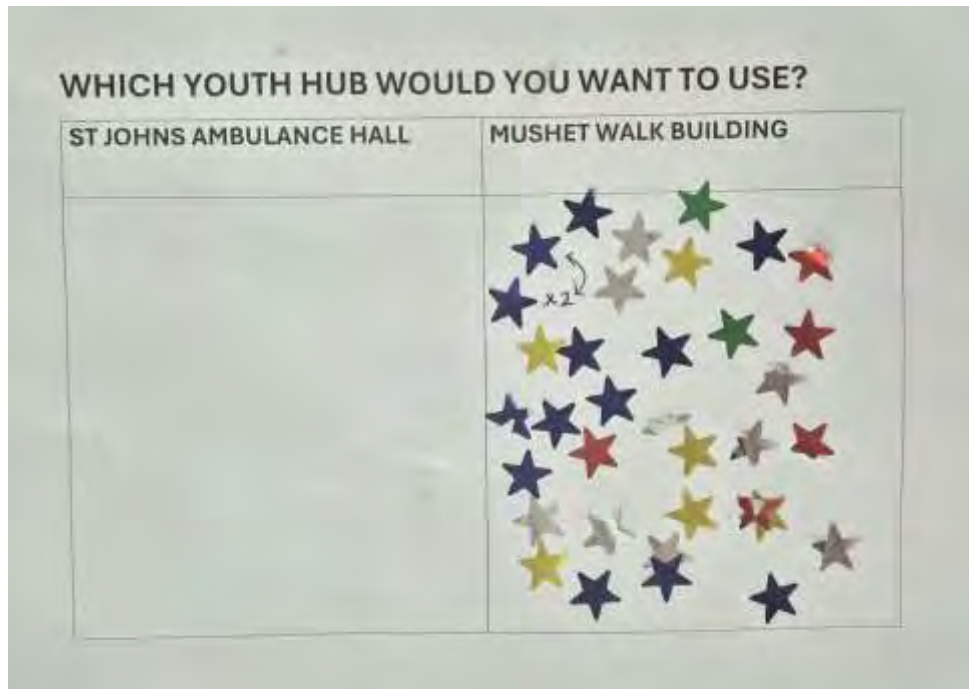 WHICH YOUTH HUB WOULD YOU WANT TO USE?
ST JOHNS AMBULANCE HALL
MUSHET WALK BUILDING
x2